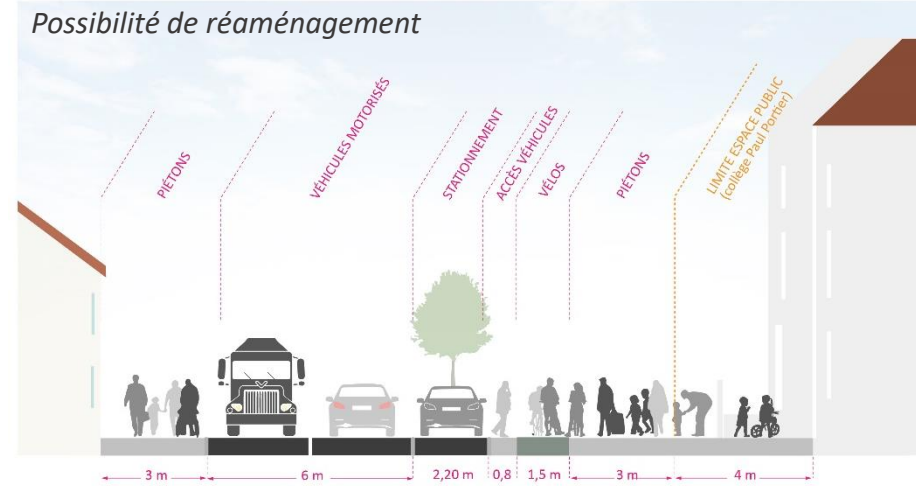 Possibilité de réaménagement
PIÉTONS
VÉHICULES MOTORISÉS
STATIONNEMENT
ACCÈS VÉHICULES
VÉLOS
PIÉTONS
LIMITE ESPACE PUBLIC
(collège Paul Portier)
3 m
6 m
2,20 m
0,8
1,5 m
3 m
4 m